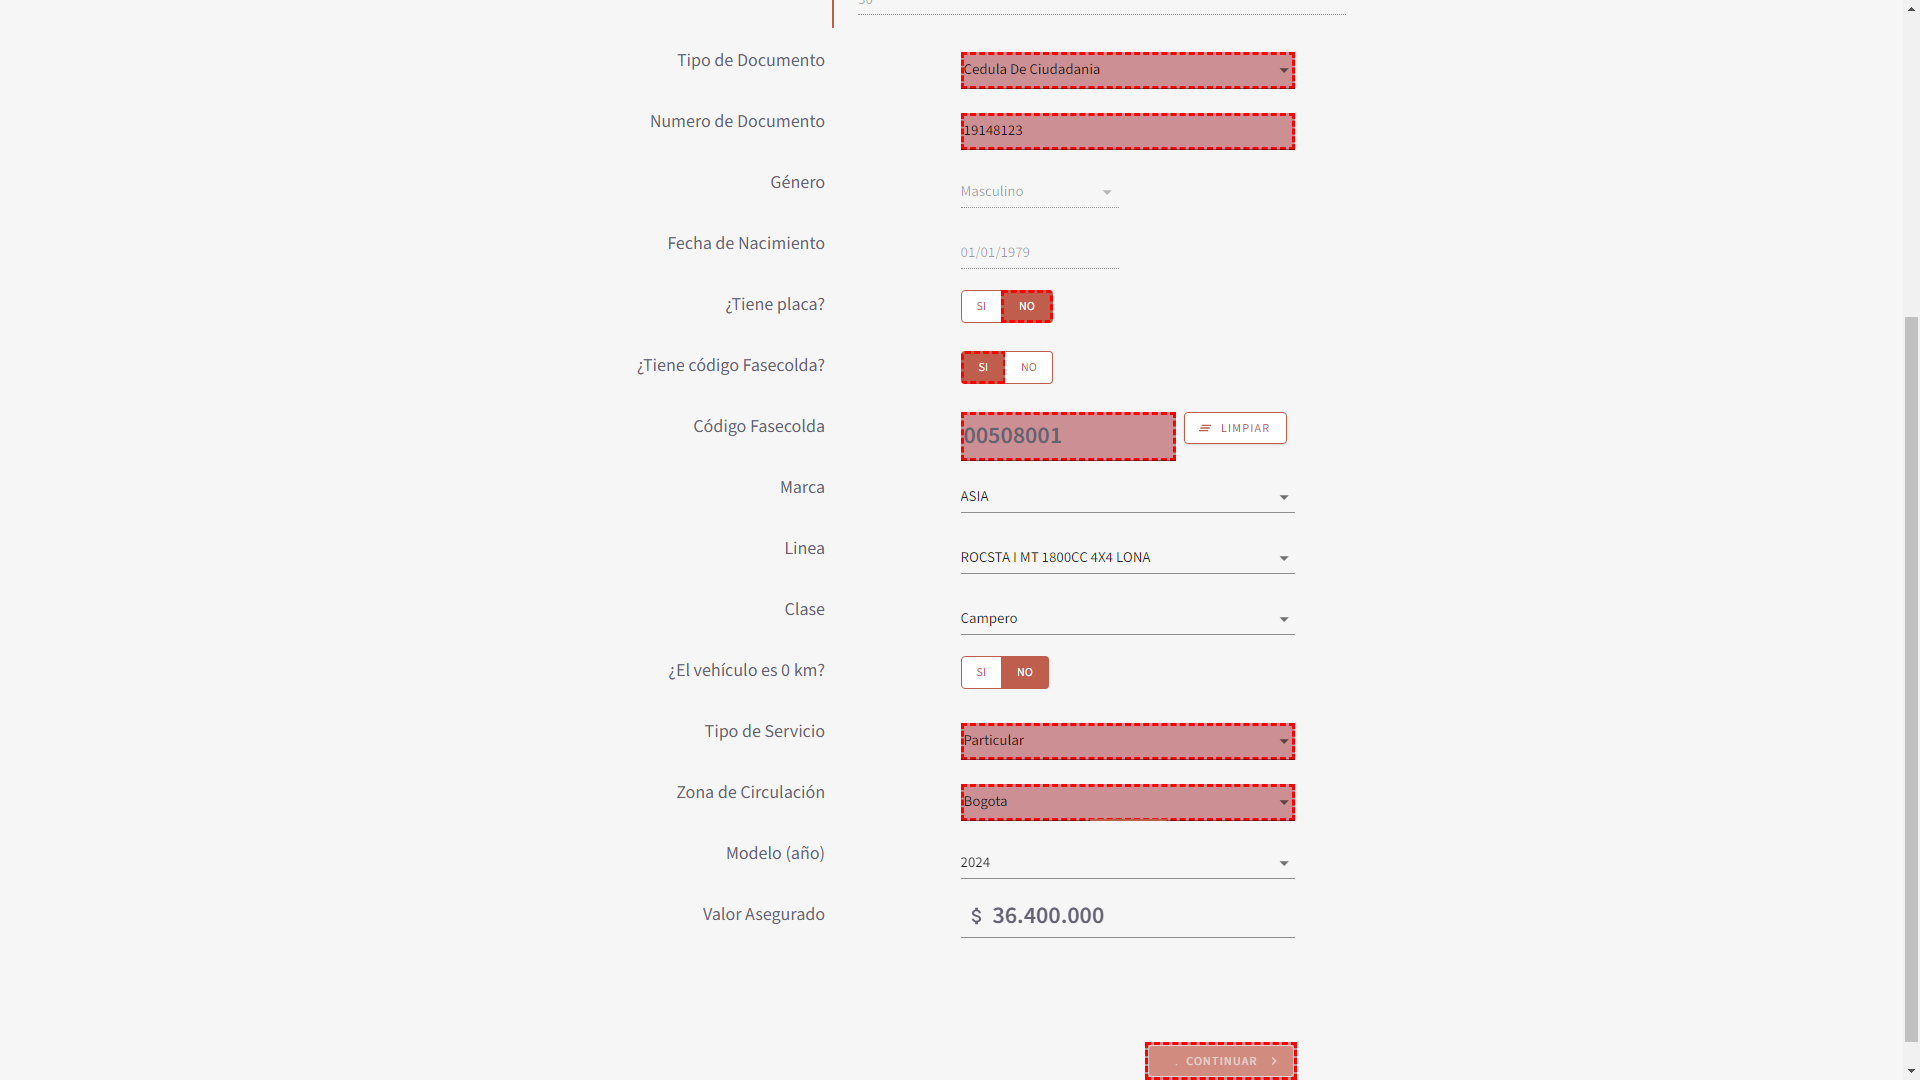 Tipo de Documento
Cedula De Ciudadania
Numero de Documento
19148123
Género
Masculino
Fecha de Nacimiento
01/01/1979
¿Tiene placa?
SI NO
¿Tiene código Fasecolda?
SI NO
Código Fasecolda
00508001 LIMPIAR
Marca
ASIA
Linea
ROCSTA I MT 1800CC 4X4 LONA
Clase
Campero
¿El vehículo es 0 km?
SI NO
Tipo de Servicio
Particular
Zona de Circulación
Bogota
Modelo (año)
2024
Valor Asegurado
$ 36.400.000
CONTINUAR